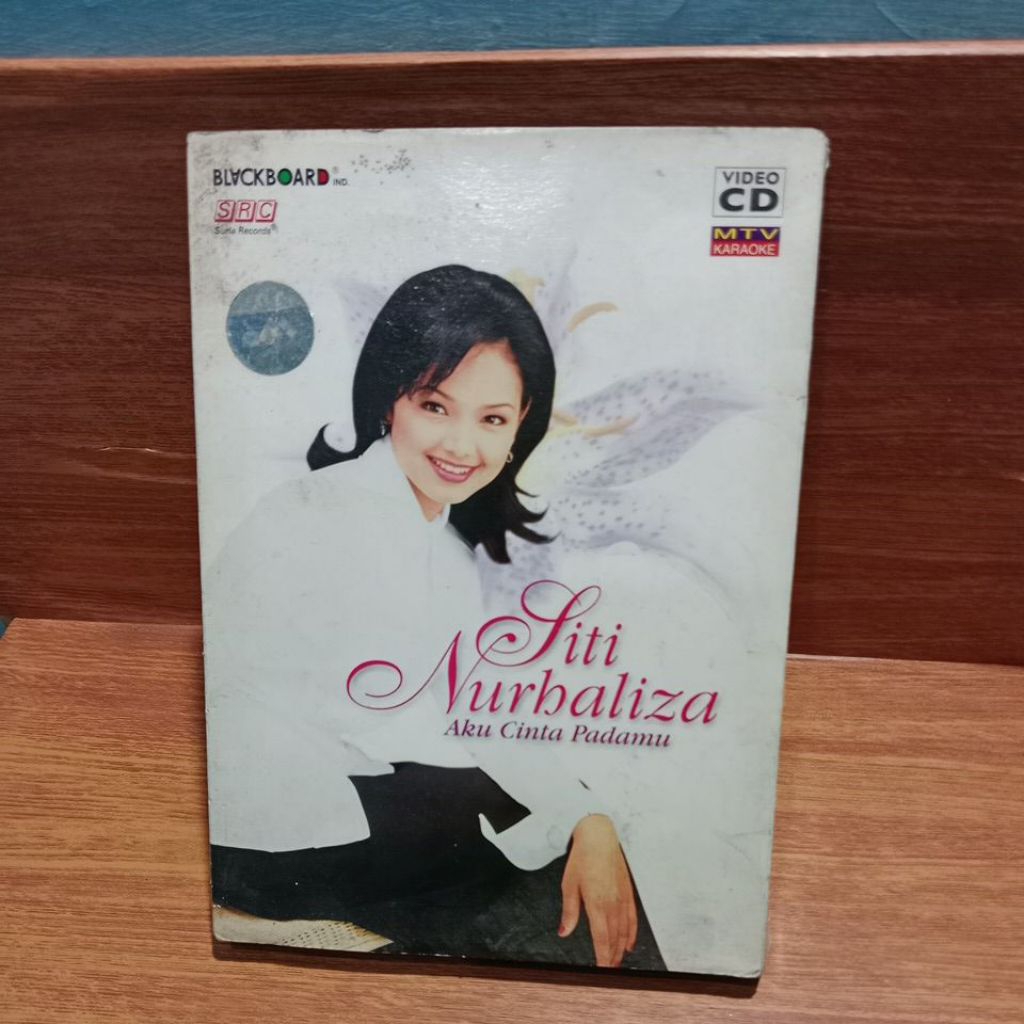 BLACKBOARD® IND.
SRC
Suria Records®
VIDEO
CD
MTV
KARAOKE
Siti
Nurhaliza
Aku Cinta Padamu